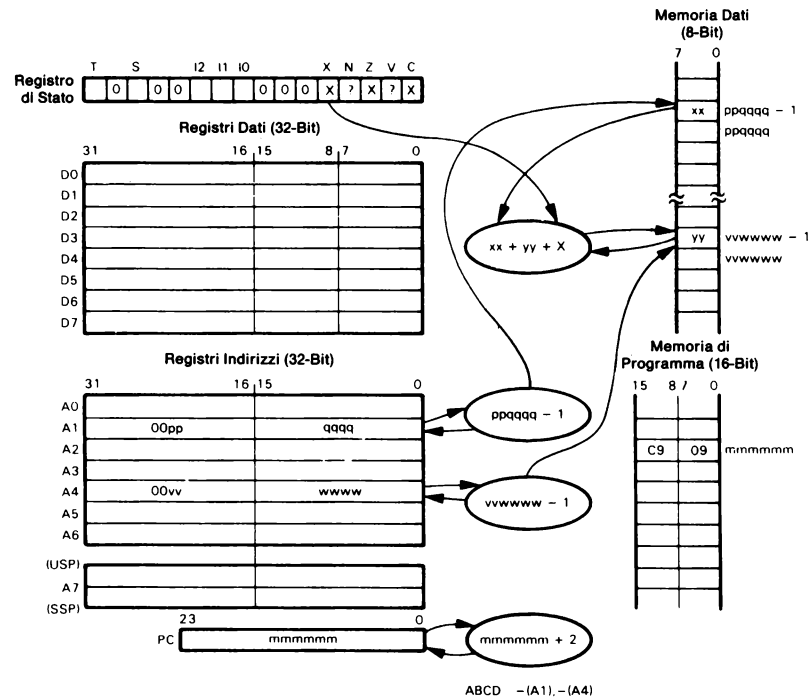 Memoria Dati
(8-Bit)
7 0
T S I2 I1 I0 X N Z V C
Registro
di Stato
0 0 0 0 0 0 X ? X ? X
xx ppqqqq - 1
ppqqqq
Registri Dati (32-Bit)
31 16 15 8 7 0
D0
D1
D2
D3
D4
D5
D6
D7
xx + yy + X
yy vvwwww - 1
vvwwww
Registri Indirizzi (32-Bit)
31 16 15 0
A0
A1 00pp qqqq
A2
A3
A4 00vv wwww
A5
A6
(USP)
A7
(SSP)
ppqqqq - 1
vvwwww - 1
Memoria di
Programma (16-Bit)
15 8 7 0
C9 09 mmmmmm
23 0
PC mmmmmm
mmmmmm + 2
ABCD -(A1),-(A4)